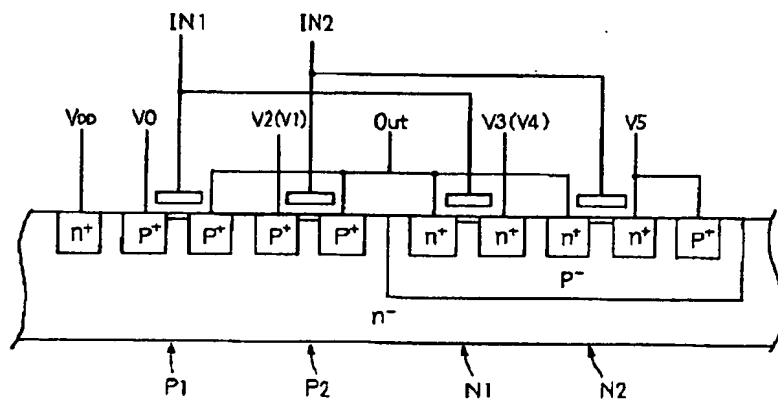 IN1 IN2
VDD V0 V2(V1) Out V3(V4) V5
n+ P+ P+ P+ P+ n+ n+ n+ n+ P+
P-
n-
P1 P2 N1 N2